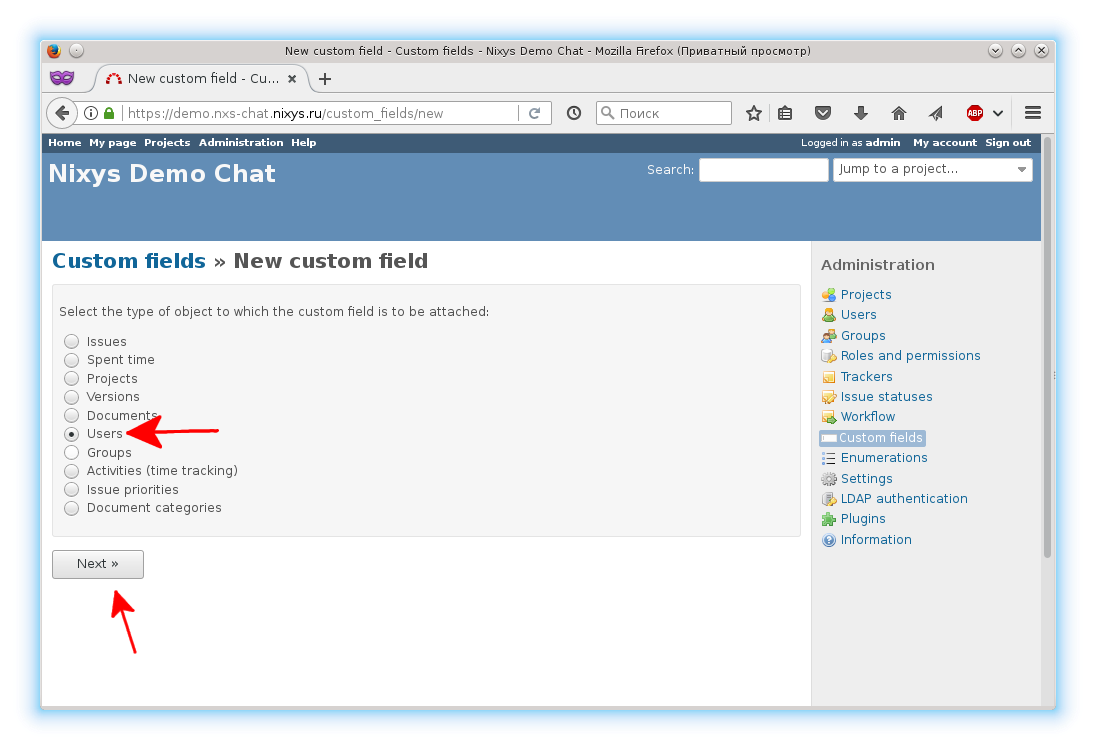 New custom field - Custom fields - Nixys Demo Chat - Mozilla Firefox (Приватный просмотр)
New custom field - Cu...
https://demo.nxs-chat.nixys.ru/custom_fields/new
Поиск
ABP
Home My page Projects Administration Help
Logged in as admin My account Sign out
Nixys Demo Chat
Search:
Jump to a project...
Custom fields » New custom field
Select the type of object to which the custom field is to be attached:
Issues
Spent time
Projects
Versions
Documents
Users
Groups
Activities (time tracking)
Issue priorities
Document categories
Next »
Administration
Projects
Users
Groups
Roles and permissions
Trackers
Issue statuses
Workflow
Custom fields
Enumerations
Settings
LDAP authentication
Plugins
Information